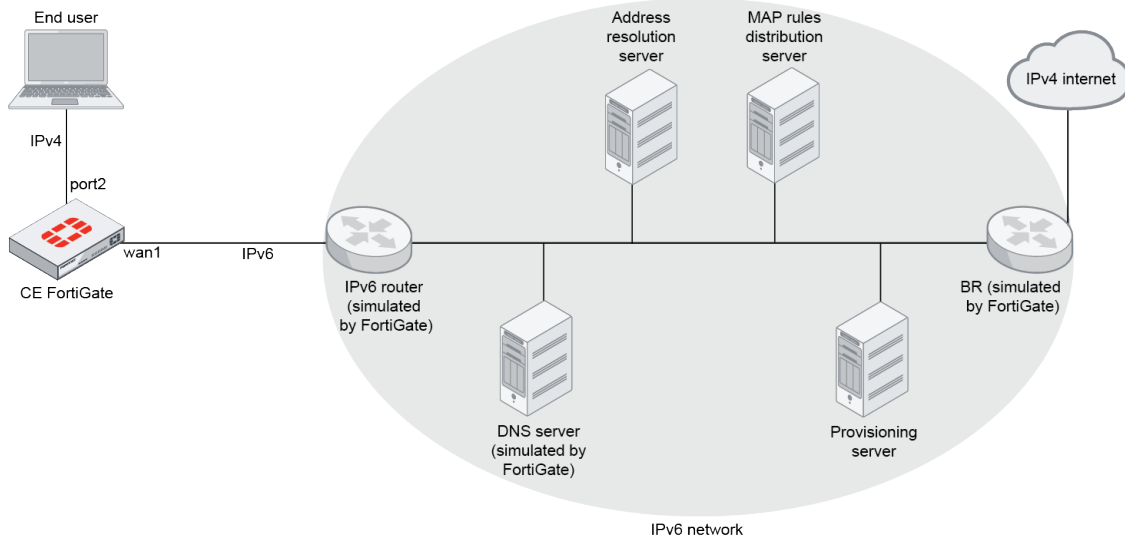 End user
IPv4
port2
wan1
CE FortiGate
IPv6
IPv6 router
(simulated
by FortiGate)
Address
resolution
server
MAP rules
distribution
server
DNS server
(simulated by
FortiGate)
Provisioning
server
BR (simulated
by FortiGate)
IPv4 internet
IPv6 network